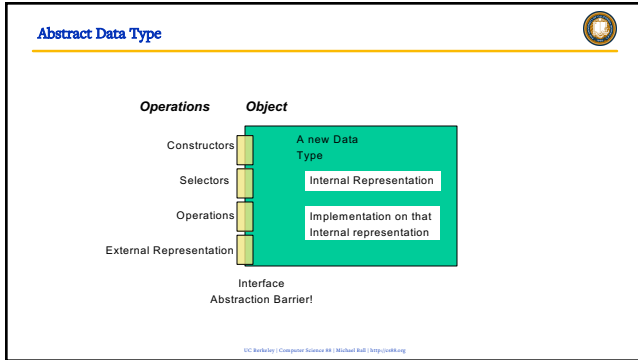 Abstract Data Type
Operations Object
Constructors
Selectors
Operations
External Representation
A new Data
Type
Internal Representation
Implementation on that
Internal representation
Interface
Abstraction Barrier!
UC Berkeley | Computer Science 88 | Michael Ball | http://cs88.org